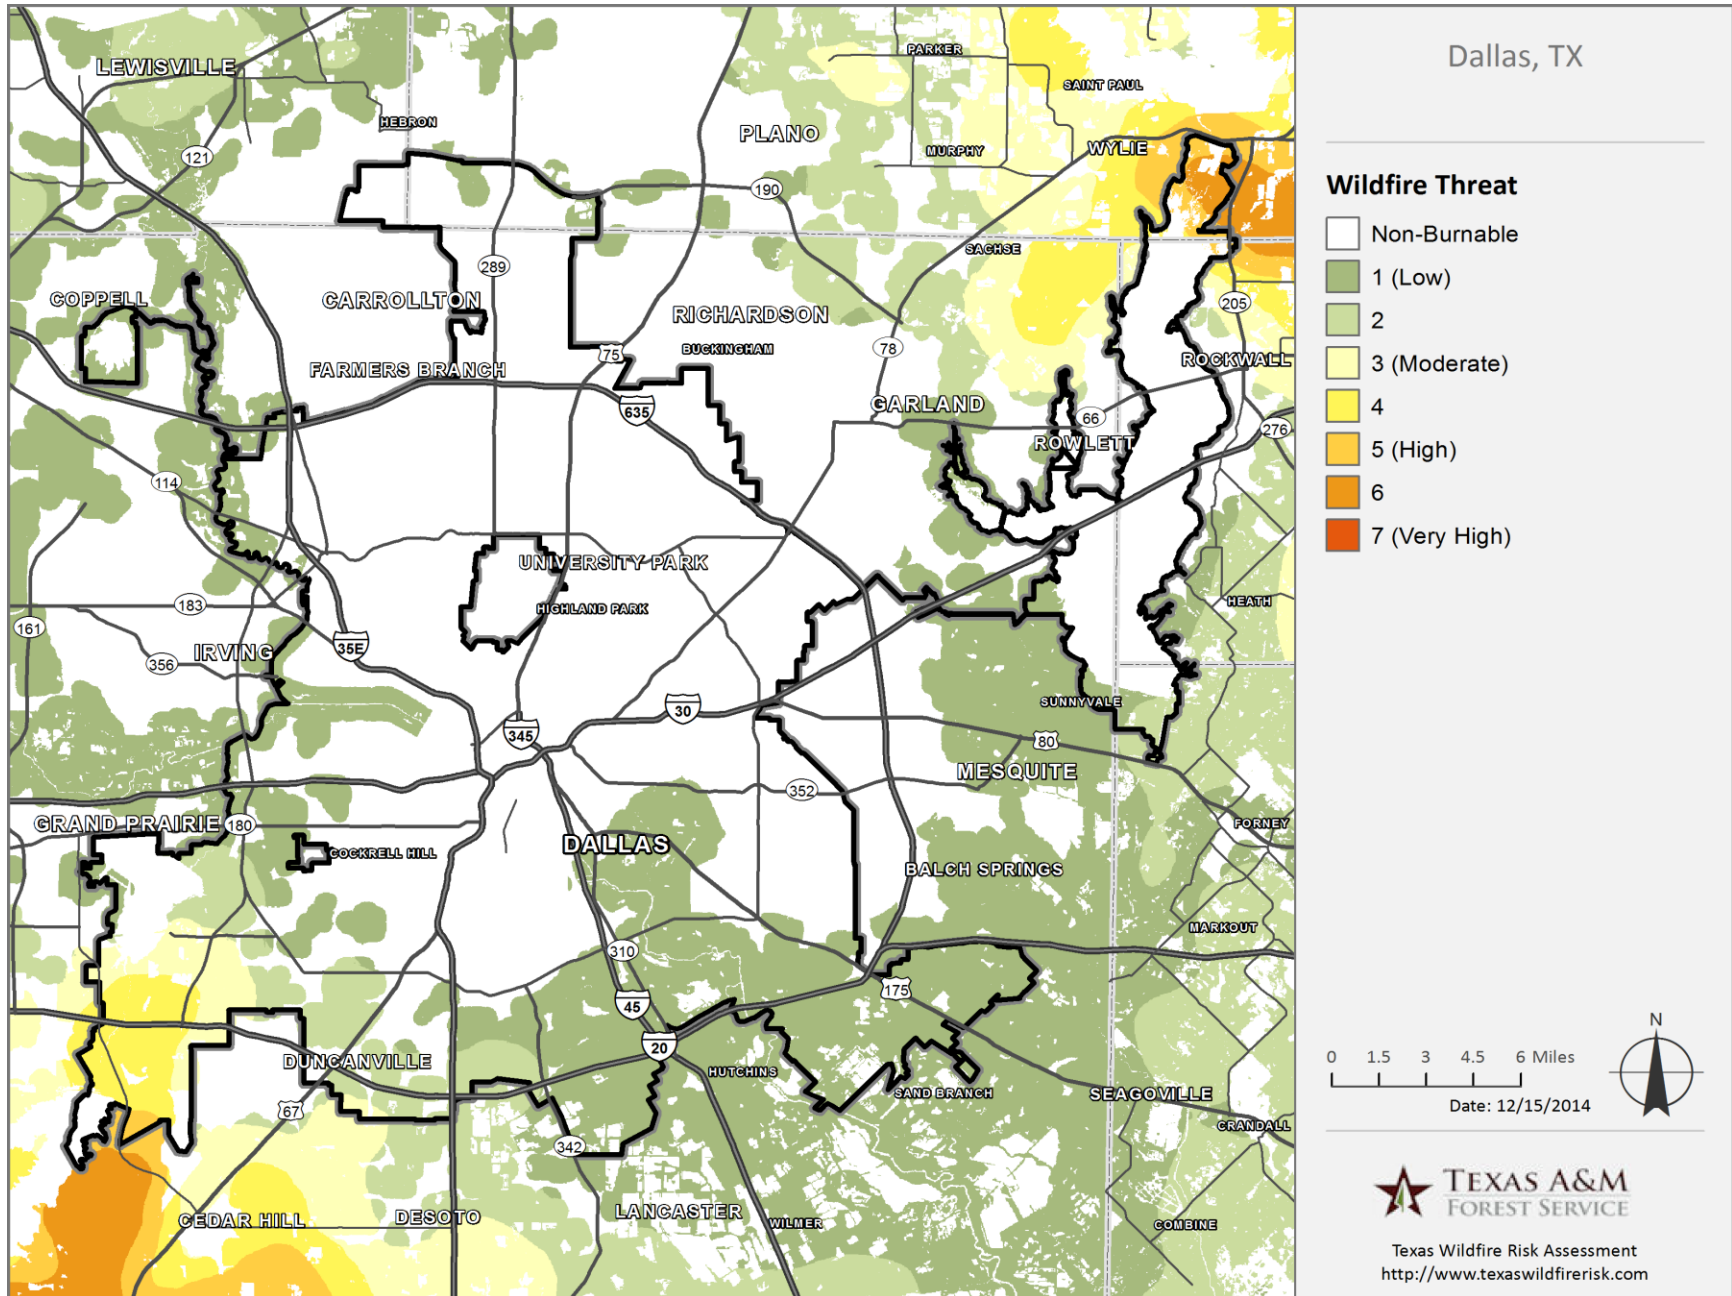 LEWISVILLE
PARKER
SAINT PAUL
HEBRON
PLANO
121
MURPHY
WYLIE
190
SACHSE
289
COPPELL
CARROLLTON
RICHARDSON
205
75
BUCKINGHAM
78
ROCKWALL
FARMERS BRANCH
635
GARLAND
66
276
ROWLETT
114
UNIVERSITY PARK
183
HIGHLAND PARK
HEATH
161
35E
IRVING
356
SUNNYVALE
30
345
80
MESQUITE
352
GRAND PRAIRIE
180
FORNEY
COCKRELL HILL
DALLAS
BALCH SPRINGS
MARKOUT
310
175
45
20
DUNCANVILLE
HUTCHINS
SAND BRANCH
SEAGOVILLE
67
CRANDALL
342
CEDAR HILL
DESOTO
LANCASTER
WILMER
COMBINE
Dallas, TX
Wildfire Threat
Non-Burnable
1 (Low)
2
3 (Moderate)
4
5 (High)
6
7 (Very High)
N
0 1.5 3 4.5 6 Miles
Date: 12/15/2014
TEXAS A&M
FOREST SERVICE
Texas Wildfire Risk Assessment
http://www.texaswildfirerisk.com